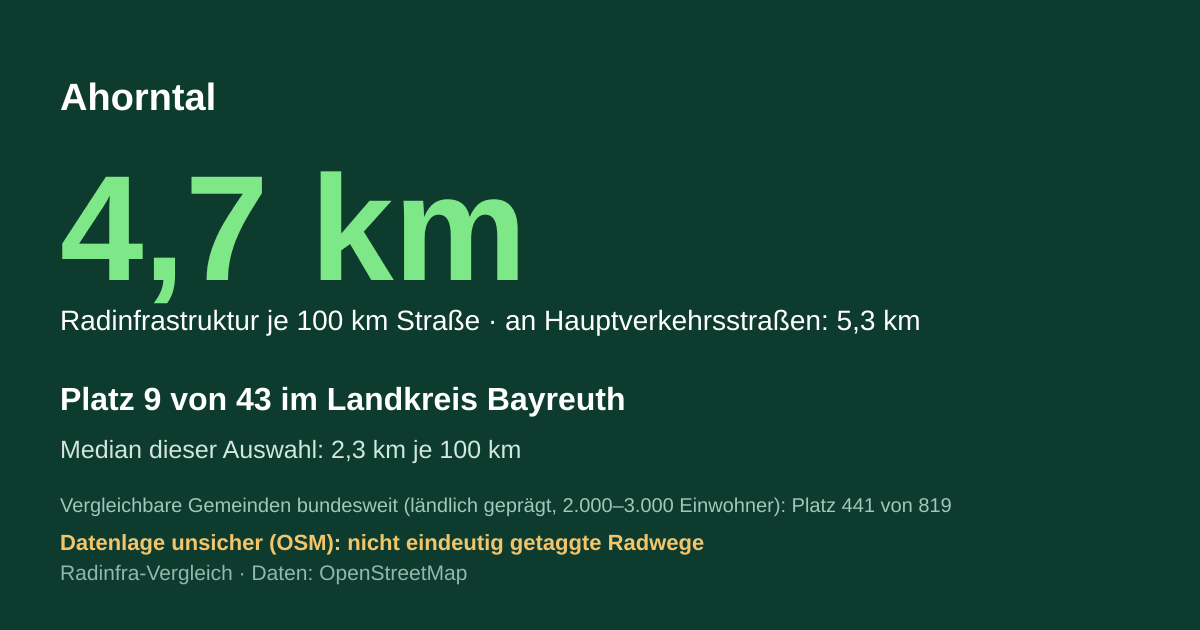 Ahorntal
4,7 km
Radinfrastruktur je 100 km Straße · an Hauptverkehrsstraßen: 5,3 km
Platz 9 von 43 im Landkreis Bayreuth
Median dieser Auswahl: 2,3 km je 100 km
Vergleichbare Gemeinden bundesweit (ländlich geprägt, 2.000–3.000 Einwohner): Platz 441 von 819
Datenlage unsicher (OSM): nicht eindeutig getaggte Radwege
Radinfra-Vergleich · Daten: OpenStreetMap